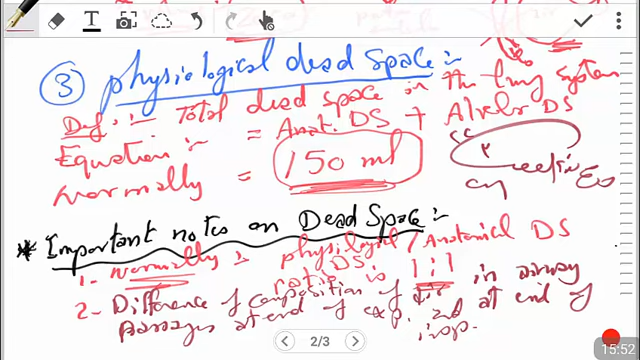 ③ physiological dead space :-
Def :- Total dead space in the lung system
= Anat. DS + Alveolar DS
Equation :-
Normally = 150 ml
* Important notes on Dead Space :-
1- normally : physiological / Anatomical DS
ratio is 1:1
2- Difference of composition of air in airway
passages at end of exp. and at end of
insp.
2/3
15:52